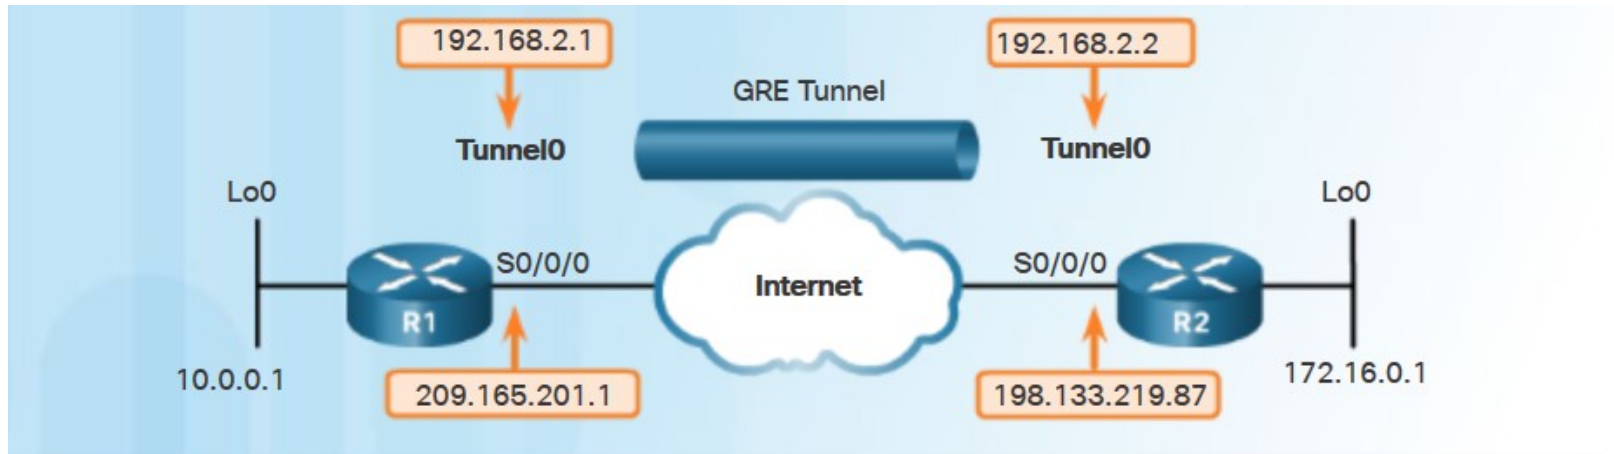 192.168.2.1
192.168.2.2
GRE Tunnel
Tunnel0
Tunnel0
Lo0
Lo0
S0/0/0
Internet
S0/0/0
R1
R2
10.0.0.1
209.165.201.1
198.133.219.87
172.16.0.1